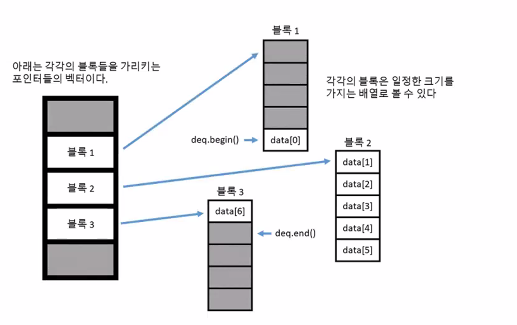 블록 1
아래는 각각의 블록들을 가리키는
포인터들의 벡터이다.
각각의 블록은 일정한 크기를
가지는 배열로 볼 수 있다
deq.begin()
data[0]
블록 1
블록 2
블록 3
블록 2
data[1]
data[2]
data[3]
data[4]
data[5]
블록 3
data[6]
deq.end()